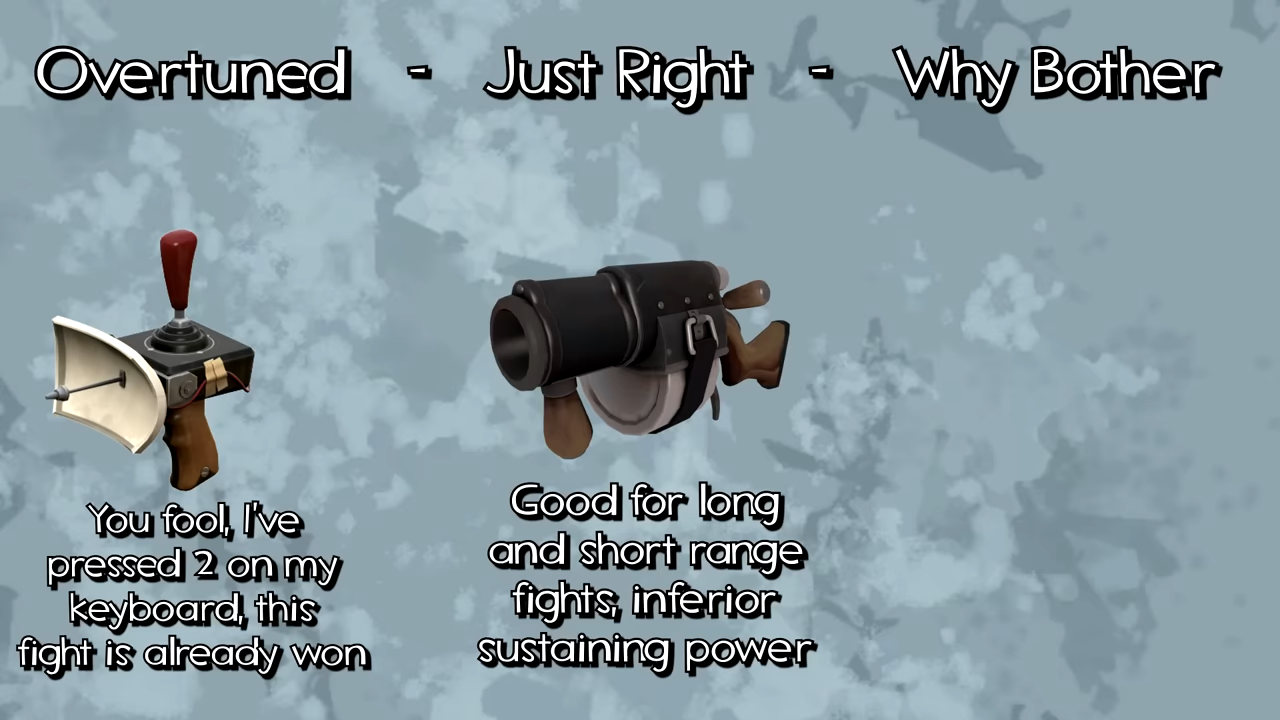 Overtuned - Just Right - Why Bother
You fool, I've
pressed 2 on my
keyboard, this
fight is already won
Good for long
and short range
fights, inferior
sustaining power